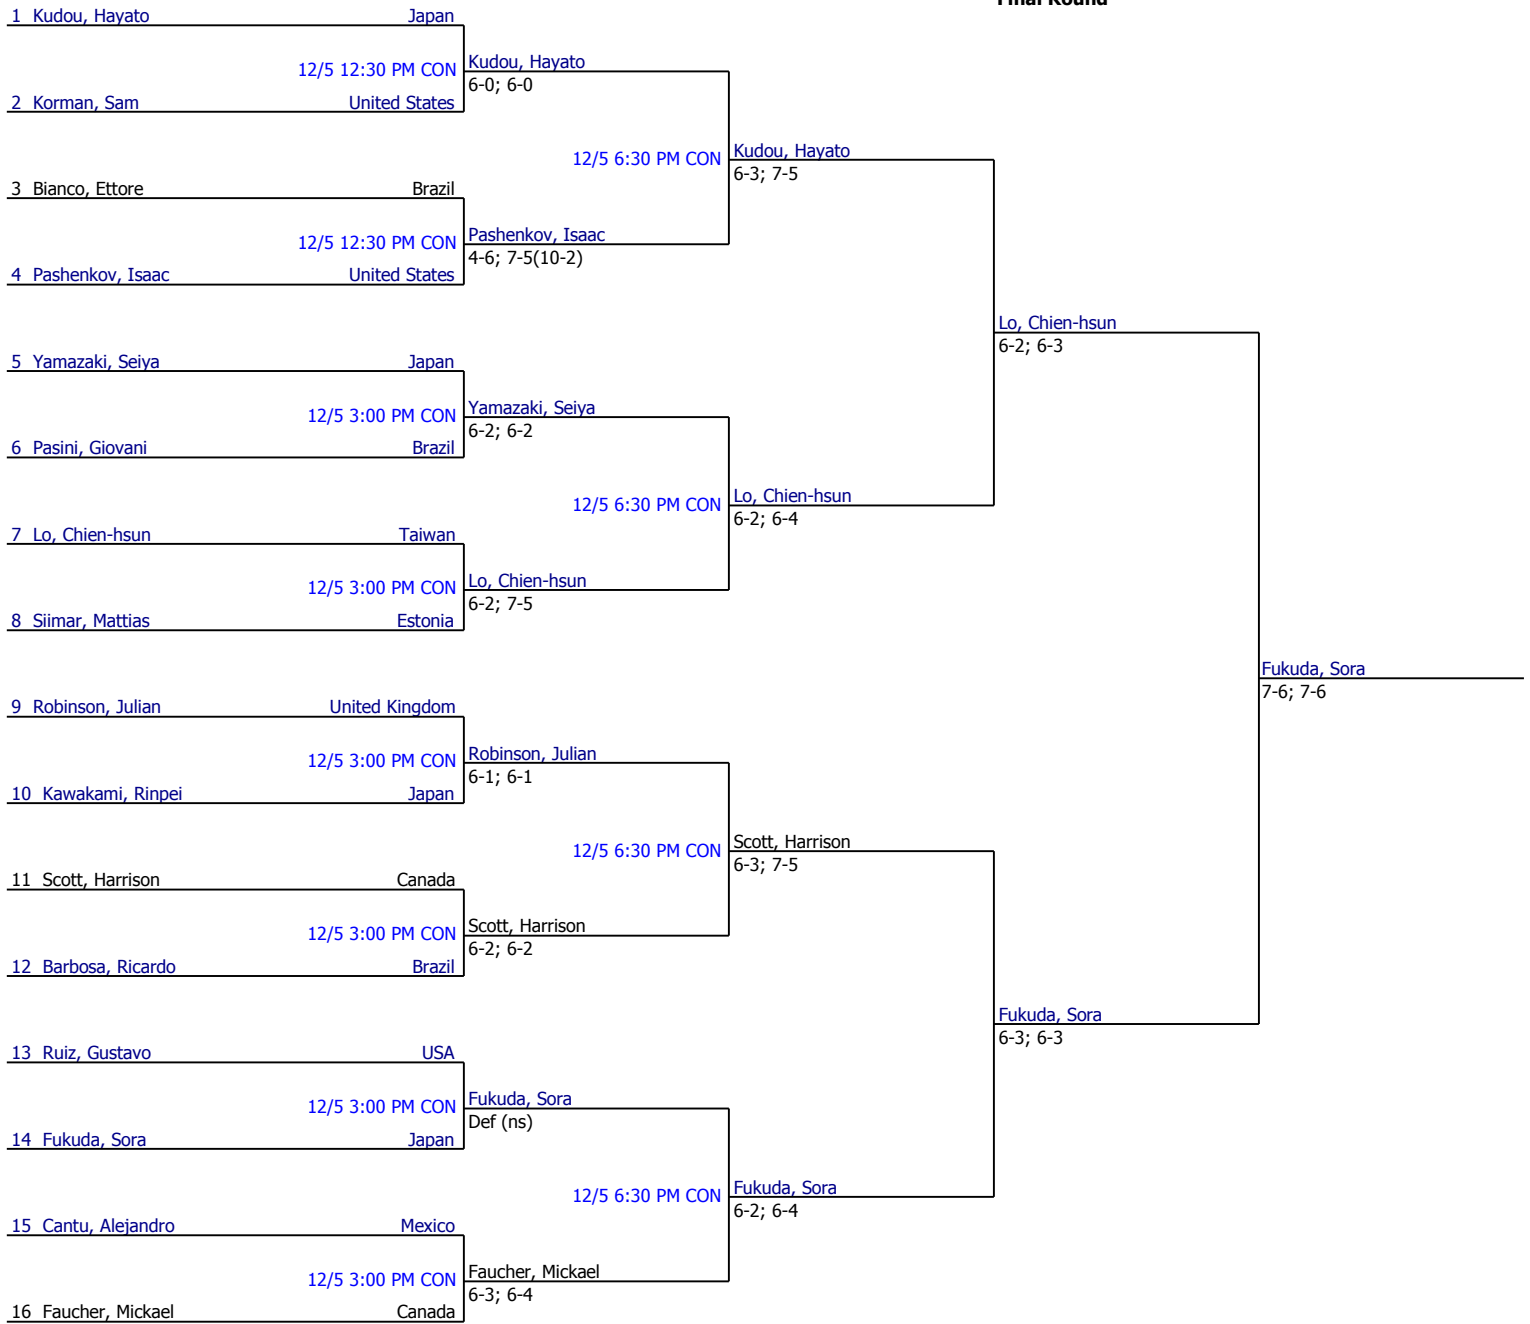 Final Round
1 Kudou, Hayato Japan
12/5 12:30 PM CON Kudou, Hayato
6-0; 6-0
2 Korman, Sam United States
12/5 6:30 PM CON Kudou, Hayato
6-3; 7-5
3 Bianco, Ettore Brazil
12/5 12:30 PM CON Pashenkov, Isaac
4-6; 7-5(10-2)
4 Pashenkov, Isaac United States
Lo, Chien-hsun
6-2; 6-3
5 Yamazaki, Seiya Japan
12/5 3:00 PM CON Yamazaki, Seiya
6-2; 6-2
6 Pasini, Giovani Brazil
12/5 6:30 PM CON Lo, Chien-hsun
6-2; 6-4
7 Lo, Chien-hsun Taiwan
12/5 3:00 PM CON Lo, Chien-hsun
6-2; 7-5
8 Siimar, Mattias Estonia
Fukuda, Sora
7-6; 7-6
9 Robinson, Julian United Kingdom
12/5 3:00 PM CON Robinson, Julian
6-1; 6-1
10 Kawakami, Rinpei Japan
12/5 6:30 PM CON Scott, Harrison
6-3; 7-5
11 Scott, Harrison Canada
12/5 3:00 PM CON Scott, Harrison
6-2; 6-2
12 Barbosa, Ricardo Brazil
Fukuda, Sora
6-3; 6-3
13 Ruiz, Gustavo USA
12/5 3:00 PM CON Fukuda, Sora
Def (ns)
14 Fukuda, Sora Japan
12/5 6:30 PM CON Fukuda, Sora
6-2; 6-4
15 Cantu, Alejandro Mexico
12/5 3:00 PM CON Faucher, Mickael
6-3; 6-4
16 Faucher, Mickael Canada